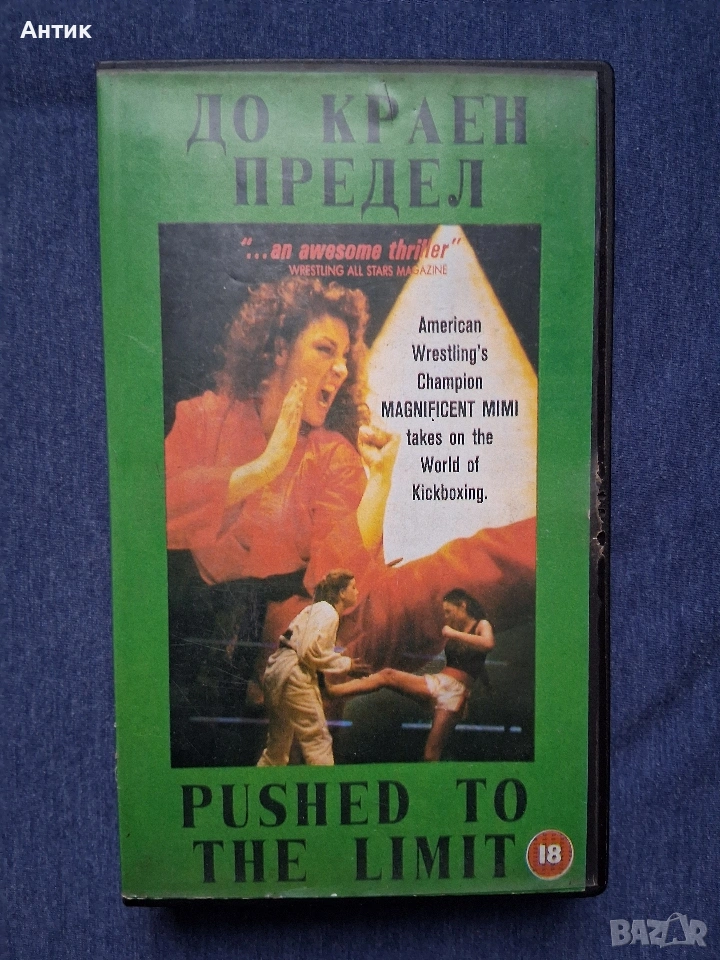 Антик
ДО КРАЕН
ПРЕДЕЛ
"...an awesome thriller"
WRESTLING ALL STARS MAGAZINE
American
Wrestling's
Champion
MAGNIFICENT MIMI
takes on the
World of
Kickboxing.
PUSHED TO
THE LIMIT
18
BAZAR